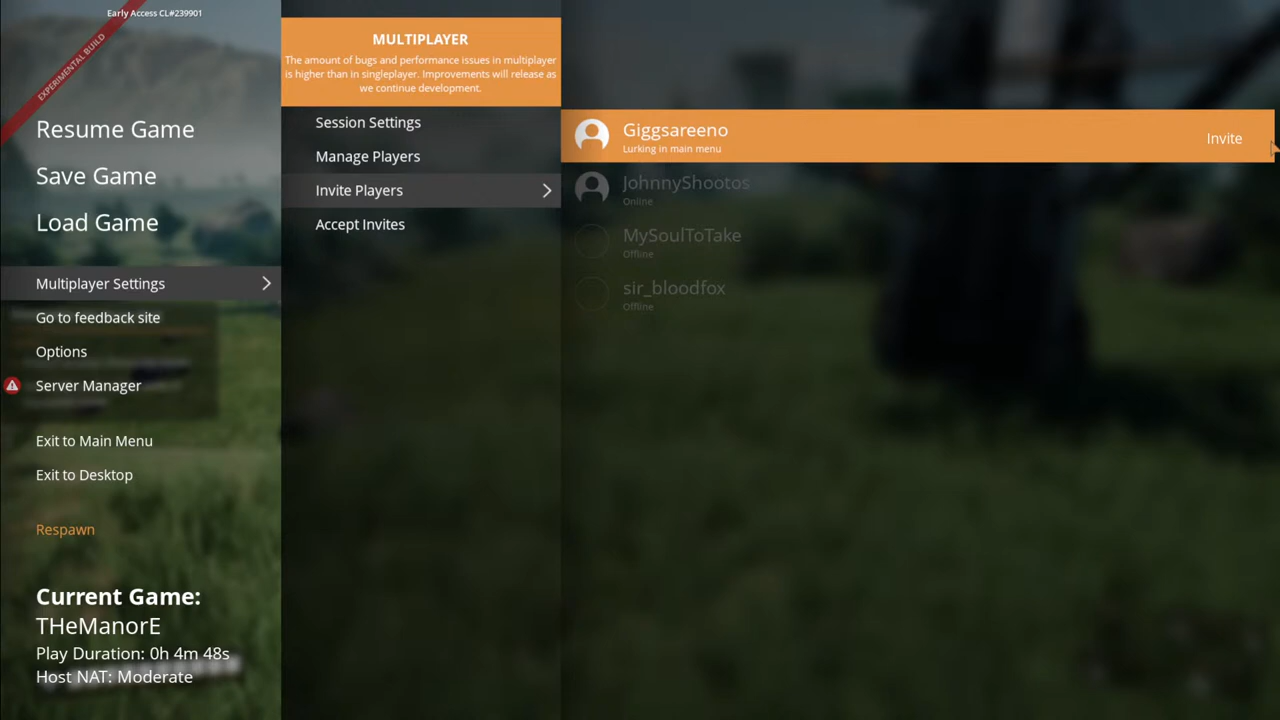 Early Access CL#239901
EXPERIMENTAL BUILD
Resume Game
Save Game
Load Game
Multiplayer Settings
Go to feedback site
Options
Server Manager
Exit to Main Menu
Exit to Desktop
Respawn
Current Game:
THeManorE
Play Duration: 0h 4m 48s
Host NAT: Moderate
MULTIPLAYER
The amount of bugs and performance issues in multiplayer
is higher than in singleplayer. Improvements will release as
we continue development.
Session Settings
Manage Players
Invite Players
Accept Invites
Giggsareeno
Lurking in main menu
Invite
JohnnyShootos
Online
MySoulToTake
Offline
sir_bloodfox
Offline